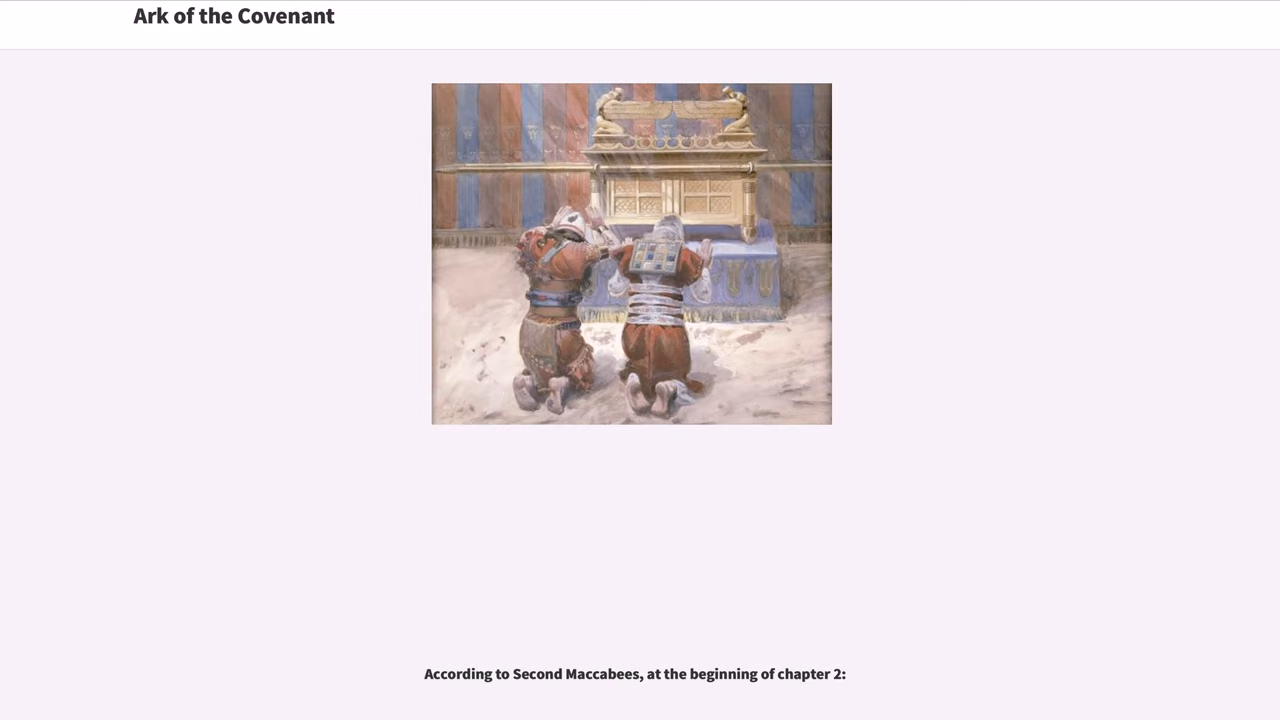 Ark of the Covenant
According to Second Maccabees, at the beginning of chapter 2: